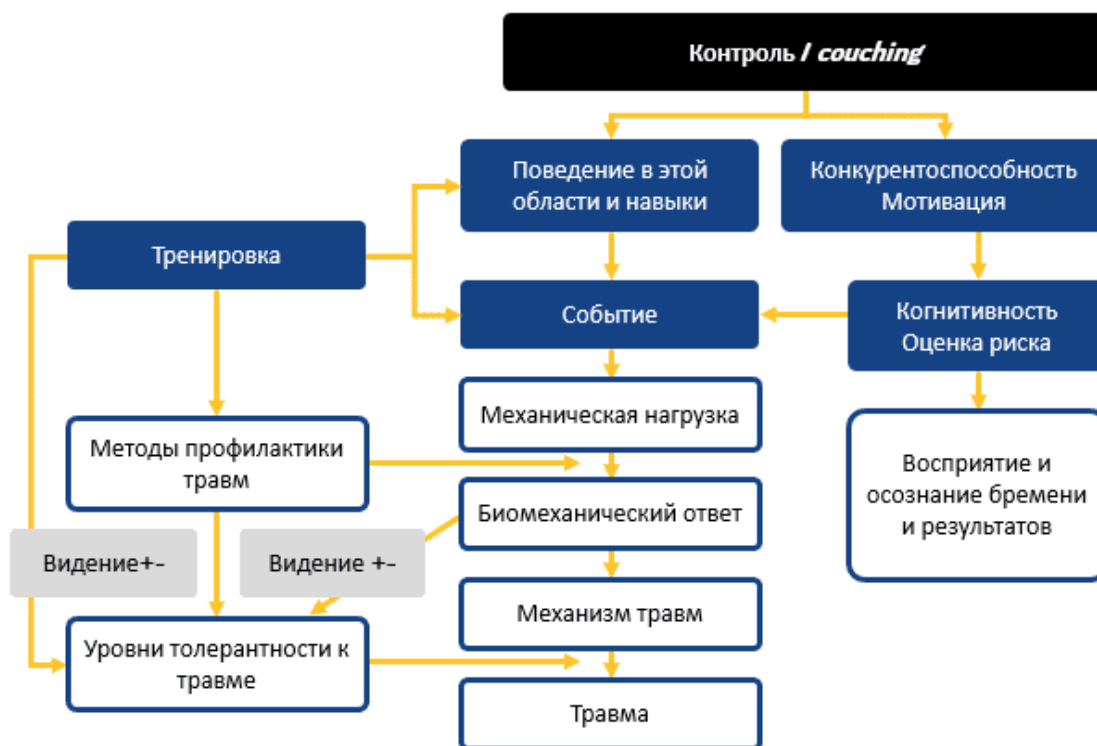 Контроль / couching
Поведение в этой
области и навыки
Конкурентоспособность
Мотивация
Тренировка
Событие
Когнитивность
Оценка риска
Механическая нагрузка
Методы профилактики
травм
Восприятие и
осознание бремени
и результатов
Биомеханический ответ
Видение+-
Видение +-
Механизм травм
Уровни толерантности к
травме
Травма